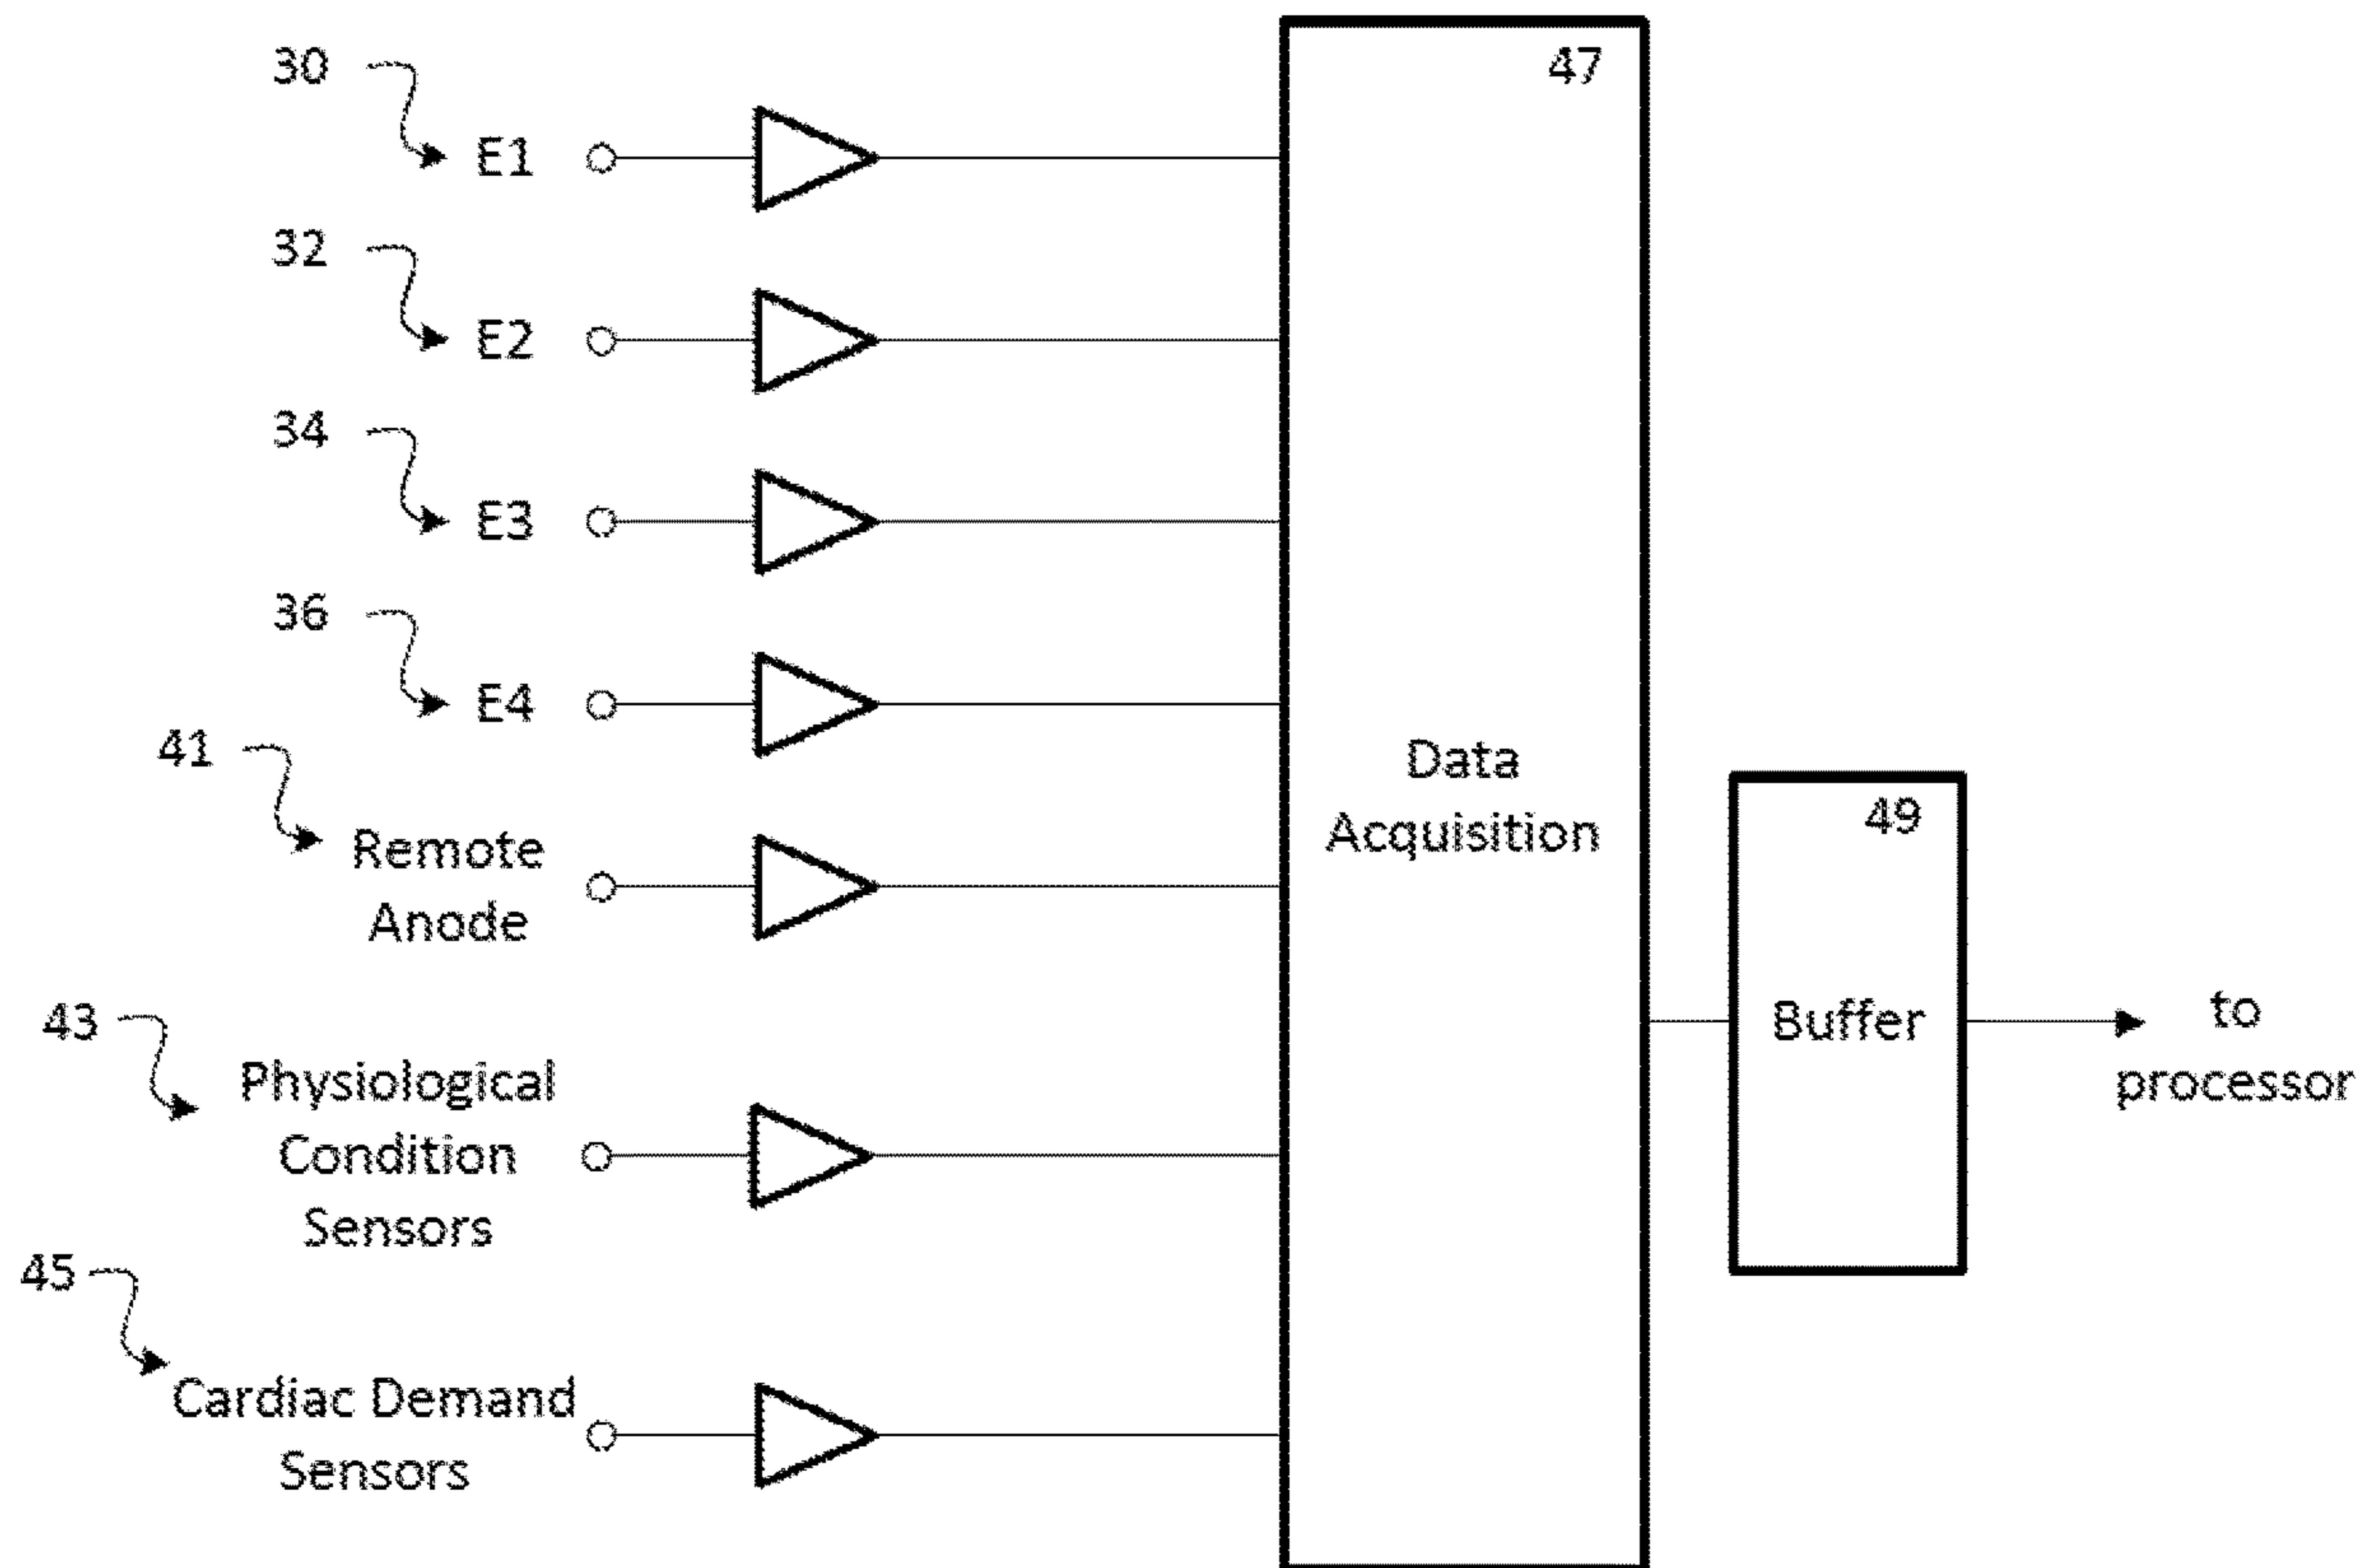 30
E1
32
E2
34
E3
36
E4
41
Remote
Anode
43
Physiological
Condition
Sensors
45
Cardiac Demand
Sensors
47
Data
Acquisition
49
Buffer
to
processor